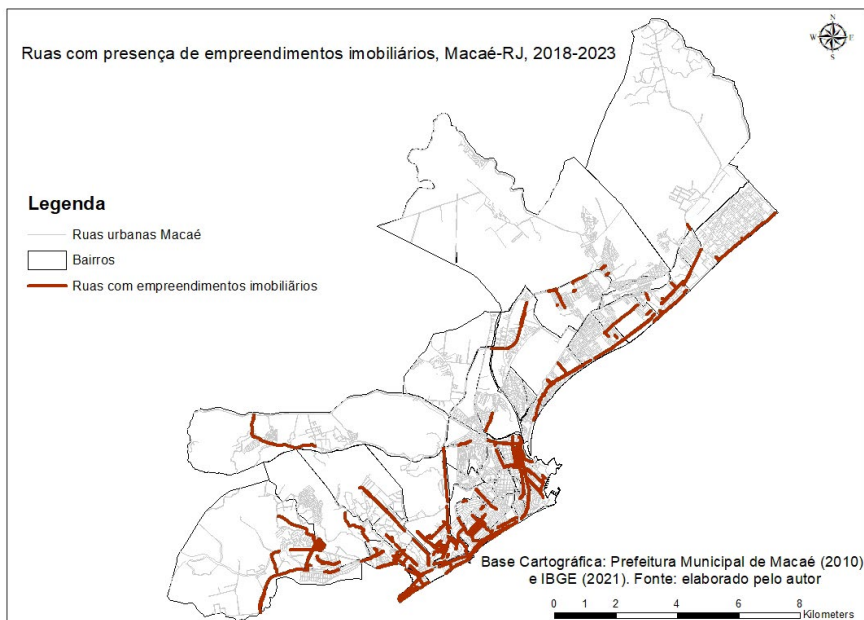 Ruas com presença de empreendimentos imobiliários, Macaé-RJ, 2018-2023
N
W
E
S
Legenda
Ruas urbanas Macaé
Bairros
Ruas com empreendimentos imobiliários
Base Cartográfica: Prefeitura Municipal de Macaé (2010)
e IBGE (2021). Fonte: elaborado pelo autor
0 1 2 4 6 8
Kilometers